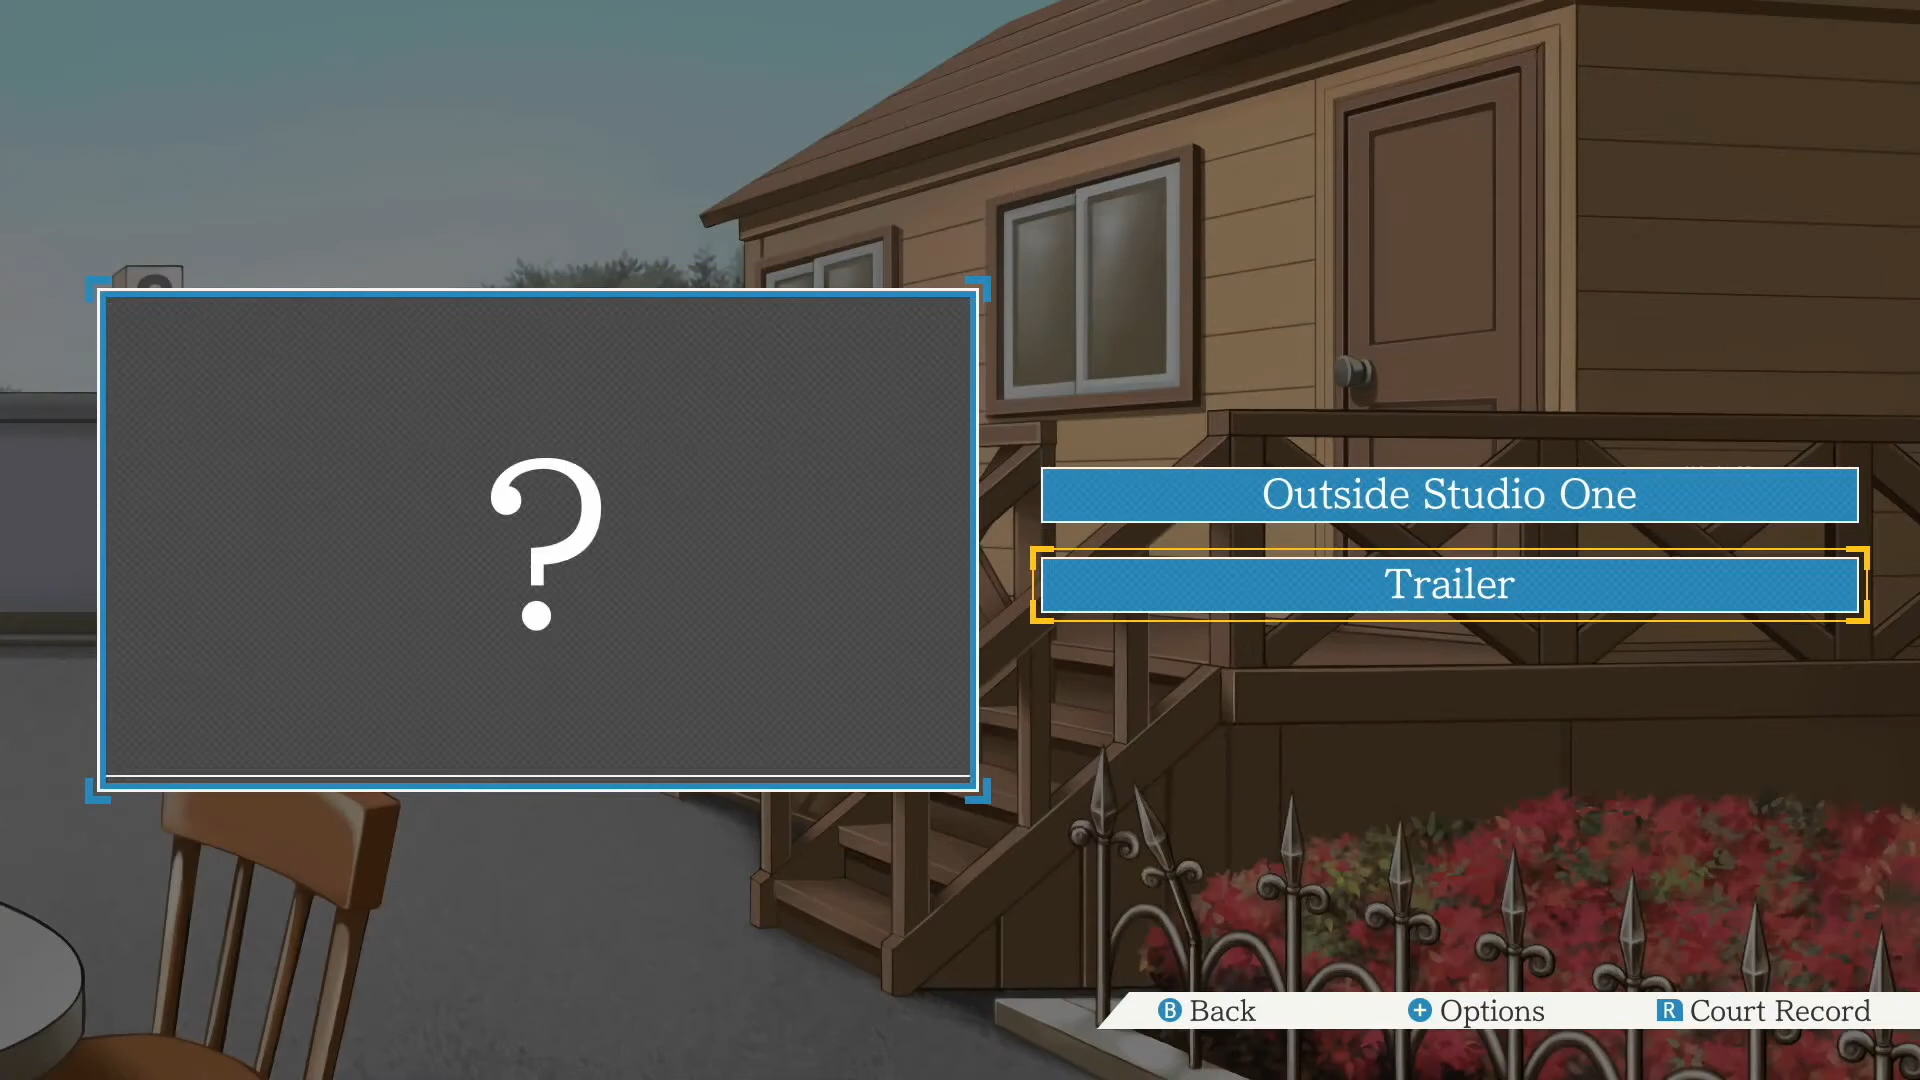 ?
Outside Studio One
Trailer
B Back
+ Options
R Court Record